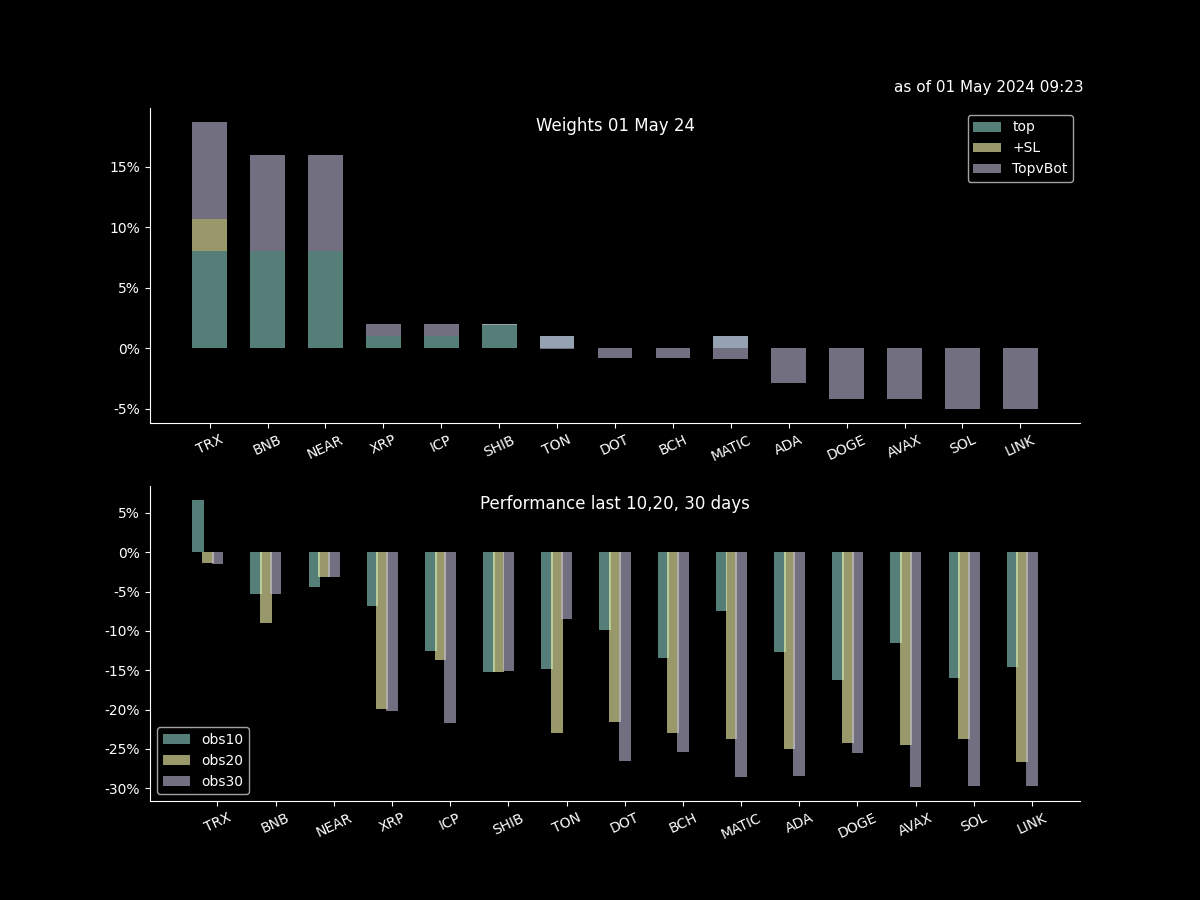 as of 01 May 2024 09:23
Weights 01 May 24
top
+SL
TopvBot
15%
10%
5%
0%
-5%
TRX BNB NEAR XRP ICP SHIB TON DOT BCH MATIC ADA DOGE AVAX SOL LINK
Performance last 10,20, 30 days
5%
0%
-5%
-10%
-15%
-20%
-25%
-30%
obs10
obs20
obs30
TRX BNB NEAR XRP ICP SHIB TON DOT BCH MATIC ADA DOGE AVAX SOL LINK